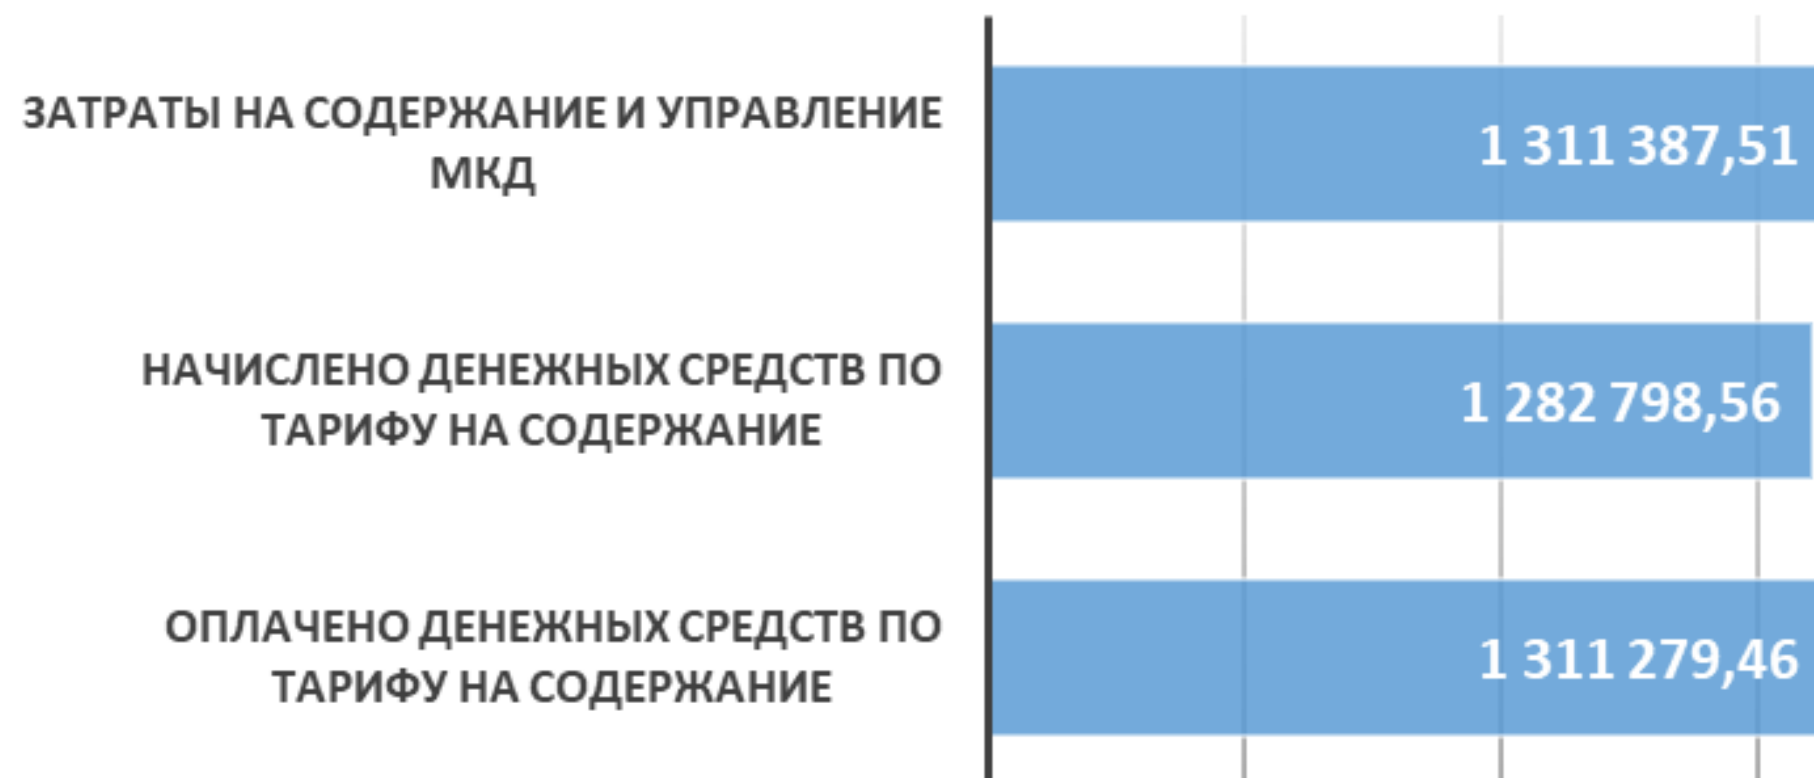 ЗАТРАТЫ НА СОДЕРЖАНИЕ И УПРАВЛЕНИЕ
МКД
1 311 387,51
НАЧИСЛЕНО ДЕНЕЖНЫХ СРЕДСТВ ПО
ТАРИФУ НА СОДЕРЖАНИЕ
1 282 798,56
ОПЛАЧЕНО ДЕНЕЖНЫХ СРЕДСТВ ПО
ТАРИФУ НА СОДЕРЖАНИЕ
1 311 279,46